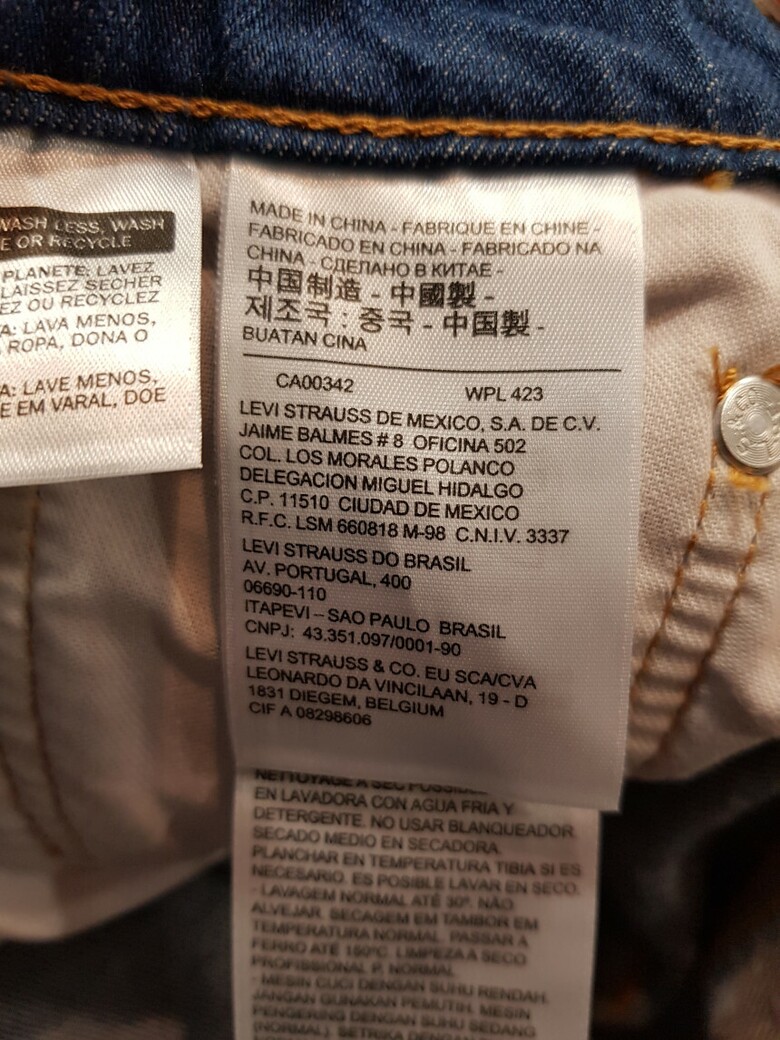 WASH LESS, WASH
E OR RECYCLE
PLANETE: LAVEZ
LAISSEZ SECHER
EZ OU RECYCLEZ
A: LAVA MENOS,
ROPA, DONA O
A: LAVE MENOS,
E EM VARAL, DOE
MADE IN CHINA - FABRIQUE EN CHINE -
FABRICADO EN CHINA - FABRICADO NA
CHINA - СДЕЛАНО В КИТАЕ -
中国制造 - 中國製 -
제조국 : 중국 - 中国製 -
BUATAN CINA
CA00342 WPL 423
LEVI STRAUSS DE MEXICO, S.A. DE C.V.
JAIME BALMES # 8 OFICINA 502
COL. LOS MORALES POLANCO
DELEGACION MIGUEL HIDALGO
C.P. 11510 CIUDAD DE MEXICO
R.F.C. LSM 660818 M-98 C.N.I.V. 3337
LEVI STRAUSS DO BRASIL
AV. PORTUGAL, 400
06690-110
ITAPEVI – SAO PAULO BRASIL
CNPJ: 43.351.097/0001-90
LEVI STRAUSS & CO. EU SCA/CVA
LEONARDO DA VINCILAAN, 19 - D
1831 DIEGEM, BELGIUM
CIF A 08298606
NETTOYAGE A SEC
EN LAVADORA CON AGUA FRIA Y
DETERGENTE. NO USAR BLANQUEADOR.
SECADO MEDIO EN SECADORA.
PLANCHAR EN TEMPERATURA TIBIA SI ES
NECESARIO. ES POSIBLE LAVAR EN SECO.
- LAVAGEM NORMAL ATÉ 30º. NÃO
ALVEJAR. SECAGEM EM TAMBOR EM
TEMPERATURA NORMAL. PASSAR A
FERRO ATÉ 150ºC. LIMPEZA A SECO
PROFISSIONAL P. NORMAL
- MESIN CUCI DENGAN SUHU RENDAH.
JANGAN GUNAKAN PEMUTIH. MESIN
PENGERING DENGAN SUHU SEDANG
(NORMAL). SETRIKA DENGAN